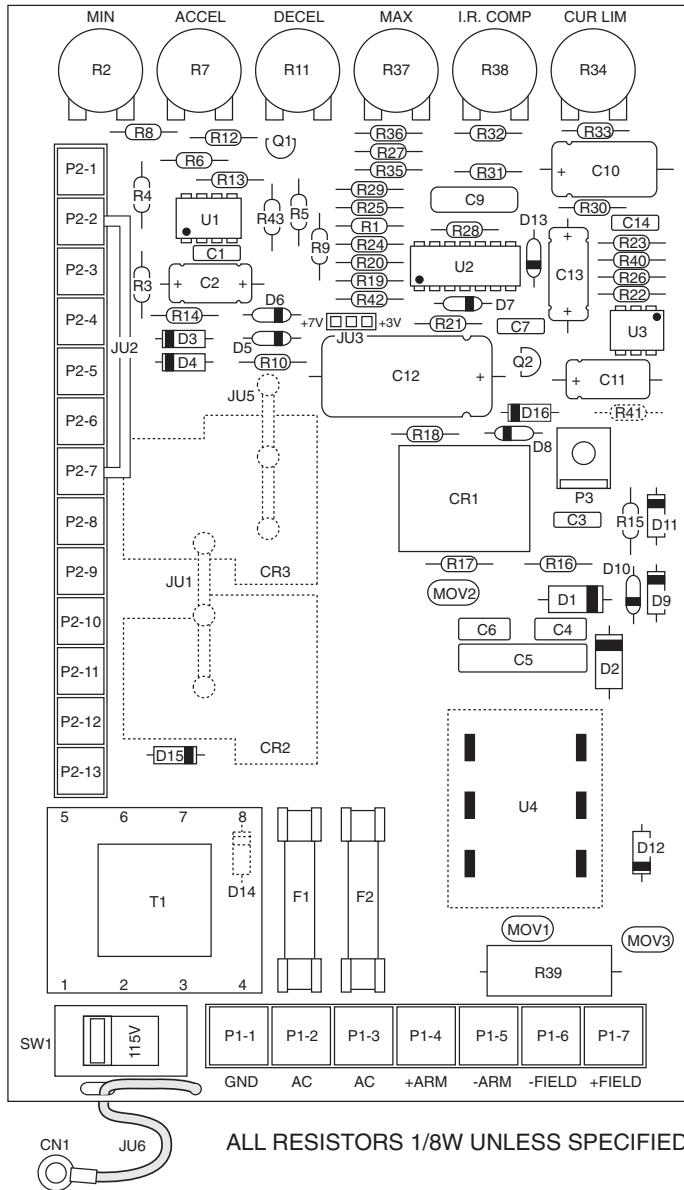 MIN ACCEL DECEL MAX I.R. COMP CUR LIM
R2 R7 R11 R37 R38 R34
R8 R12 Q1 R36 R32 R33
R27
P2-1 R6 R35 R31 C10
R4 R13 R29 C9
P2-2 U1 R43 R5 R25 R30
R1 R28 D13 C14
R9 R24 R23
C1 R20 U2 C13 R40
P2-3 R3 C2 R19 R26
R42 D7 R22
D6
P2-4 R14 +7V +3V R21 C7 U3
JU3
JU2 D3 D5 Q2
P2-5 D4 R10 C12 C11
JU5
P2-6 D16 R41
R18 D8
P2-7 CR1 P3
P2-8 C3 R15 D11
P2-9 JU1 CR3 R17 R16 D10
MOV2 D1 D9
P2-10 C6 C4
P2-11 C5 D2
P2-12 D15 CR2
P2-13
U4
5 6 7 8
D12
D14
T1 F1 F2
MOV1 MOV3
R39
1 2 3 4
SW1 115V P1-1 P1-2 P1-3 P1-4 P1-5 P1-6 P1-7
GND AC AC +ARM -ARM -FIELD +FIELD
CN1 JU6 ALL RESISTORS 1/8W UNLESS SPECIFIED